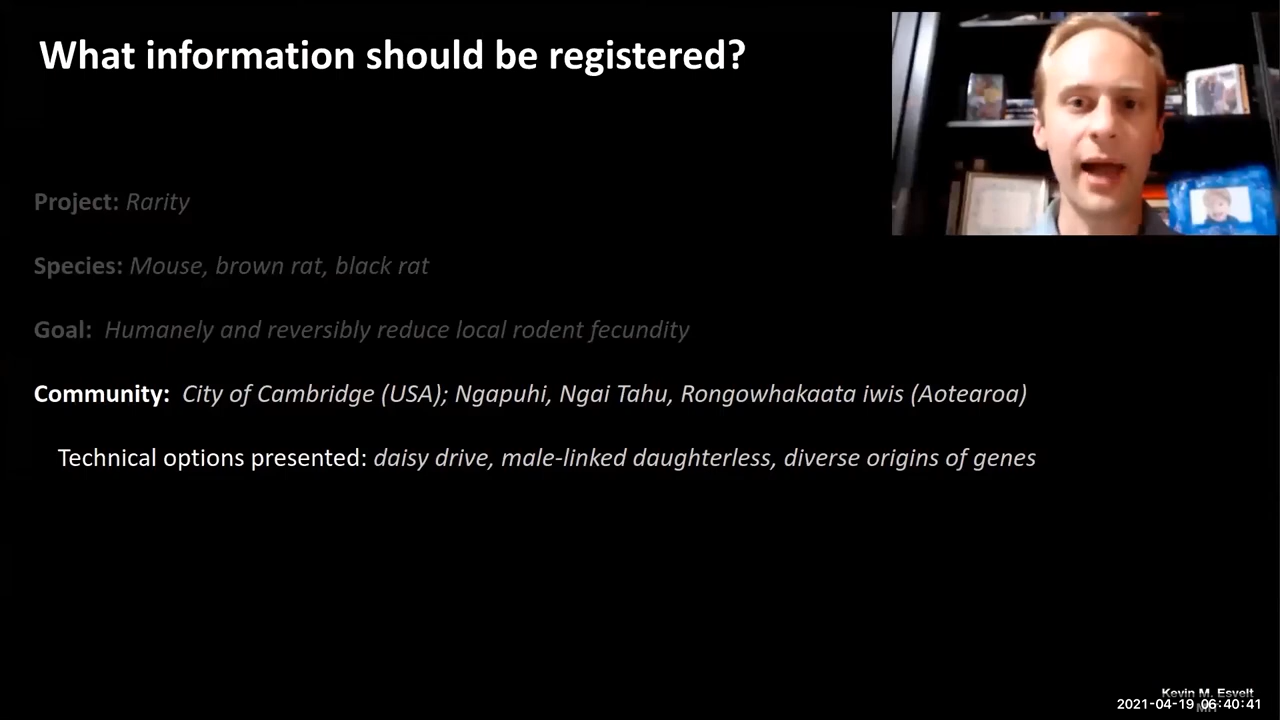 What information should be registered?
Project: Rarity
Species: Mouse, brown rat, black rat
Goal: Humanely and reversibly reduce local rodent fecundity
Community: City of Cambridge (USA); Ngapuhi, Ngai Tahu, Rongowhakaata iwis (Aotearoa)
Technical options presented: daisy drive, male-linked daughterless, diverse origins of genes
Kevin M. Esvelt
2021-04-19 06:40:41